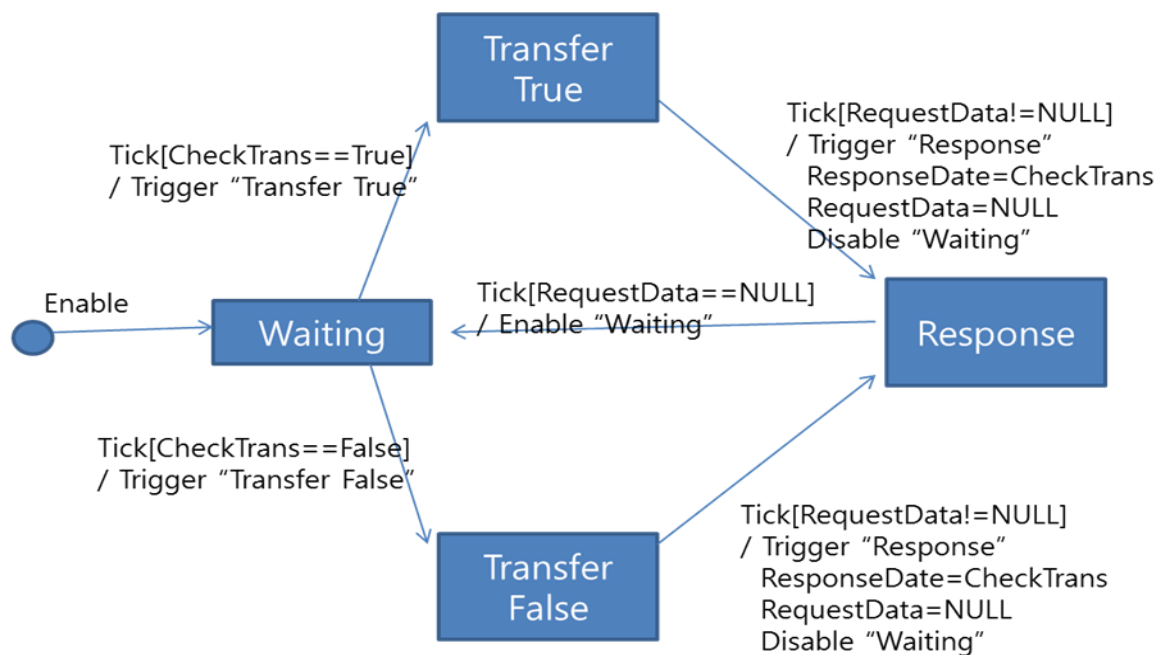 Transfer
True
Tick[RequestData!=NULL]
/ Trigger “Response”
ResponseDate=CheckTrans
RequestData=NULL
Disable “Waiting”
Tick[CheckTrans==True]
/ Trigger “Transfer True”
Enable
Waiting
Tick[RequestData==NULL]
/ Enable “Waiting”
Response
Tick[CheckTrans==False]
/ Trigger “Transfer False”
Transfer
False
Tick[RequestData!=NULL]
/ Trigger “Response”
ResponseDate=CheckTrans
RequestData=NULL
Disable “Waiting”